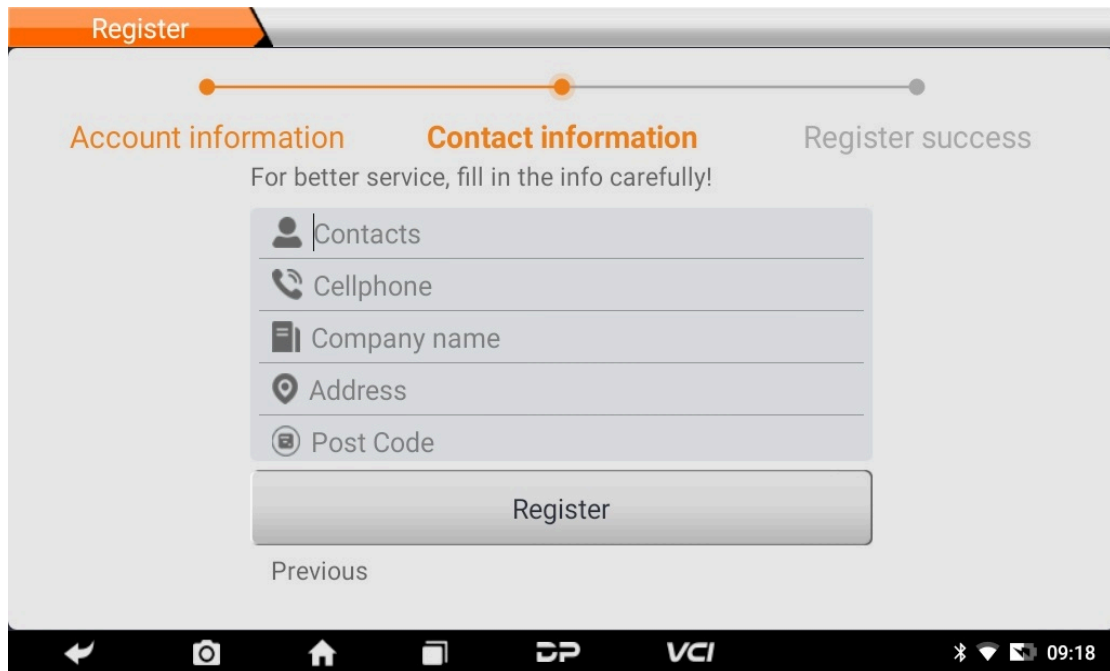 Register
Account information
Contact information
Register success
For better service, fill in the info carefully!
Contacts
Cellphone
Company name
Address
Post Code
Register
Previous
DP
VCI
09:18